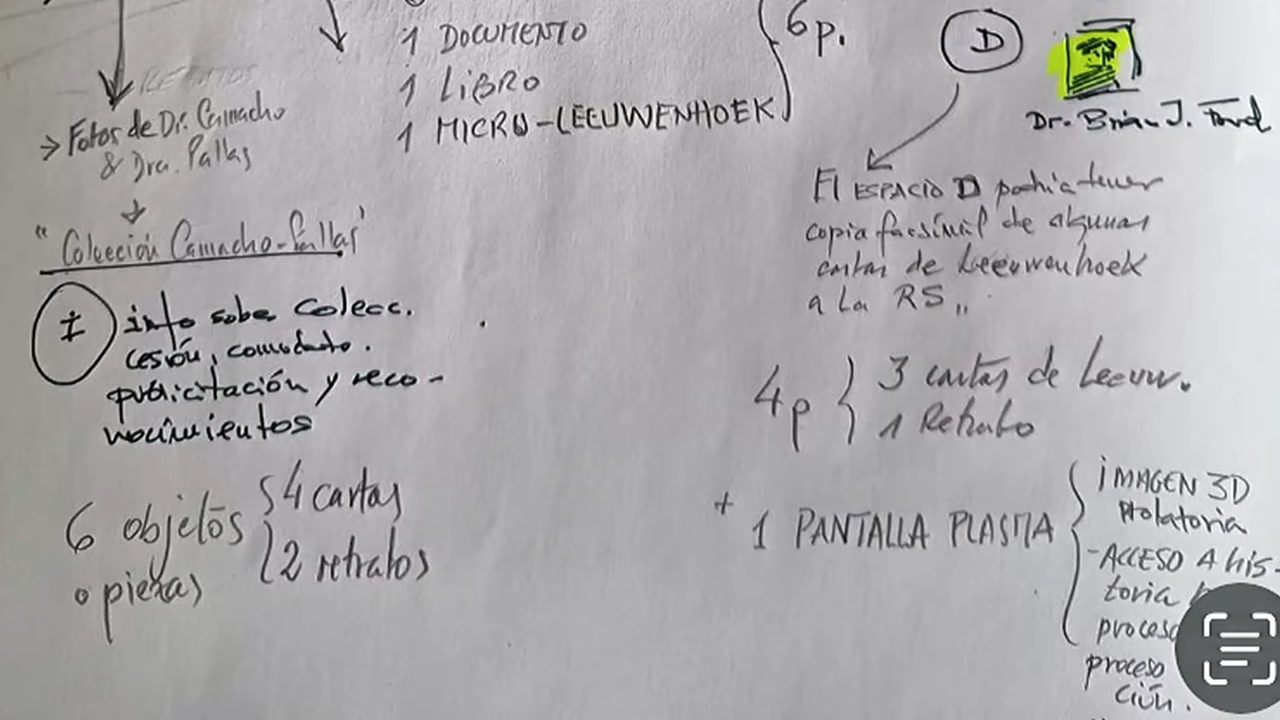 1 DOCUMENTO
1 LIBRO
1 MICRO-LEEUWENHOEK
6 p.
> Fotos de Dr. Camacho
& Dra. Pallas
"Colección Camacho-Pallas"
I info sobre Colecc.
cesión, comodato.
publicitación y reco-
nocimientos
6 objetos
o piezas
4 cartas
2 retratos
D
Dr. Brian J. Ford
El ESPACIO D podría tener
copia facsímil de algunas
cartas de Leeuwenhoek
a la RS
4p
3 cartas de Leeuw.
1 Retrato
+ 1 PANTALLA PLASMA
iMAGEN 3D
- ACCESO A his-
toria
proceso
proceso
ción.